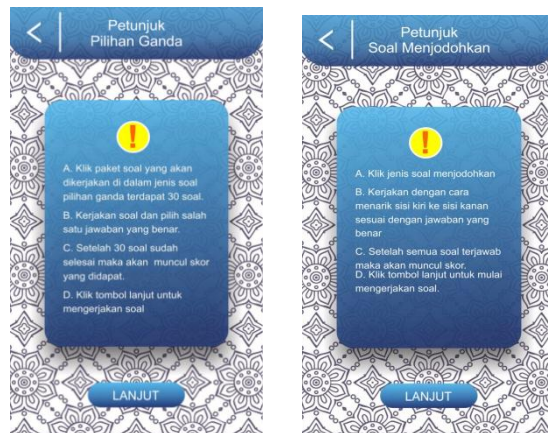 Petunjuk
Pilihan Ganda
A. Klik paket soal yang akan
dikerjakan di dalam jenis soal
pilihan ganda terdapat 30 soal.
B. Kerjakan soal dan pilih salah
satu jawaban yang benar.
C. Setelah 30 soal sudah
selesai maka akan muncul skor
yang didapat.
D. Klik tombol lanjut untuk
mengerjakan soal
LANJUT
Petunjuk
Soal Menjodohkan
A. Klik jenis soal menjodohkan
B. Kerjakan dengan cara
menarik sisi kiri ke sisi kanan
sesuai dengan jawaban yang
benar
C. Setelah semua soal terjawab
maka akan muncul skor.
D. Klik tombol lanjut untuk mulai
mengerjakan soal.
LANJUT